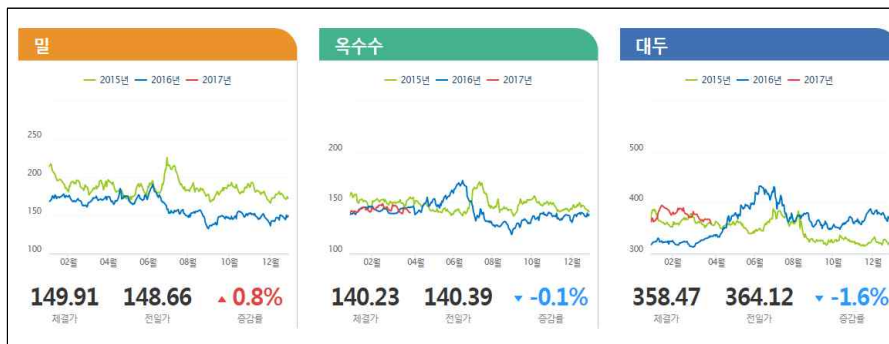 밀
2015년 2016년 2017년
250
200
150
100
02월 04월 06월 08월 10월 12월
149.91 148.66 ▲ 0.8%
체결가 전일가 증감률
옥수수
2015년 2016년 2017년
200
150
100
02월 04월 06월 08월 10월 12월
140.23 140.39 ▼ -0.1%
체결가 전일가 증감률
대두
2015년 2016년 2017년
500
400
300
02월 04월 06월 08월 10월 12월
358.47 364.12 ▼ -1.6%
체결가 전일가 증감률